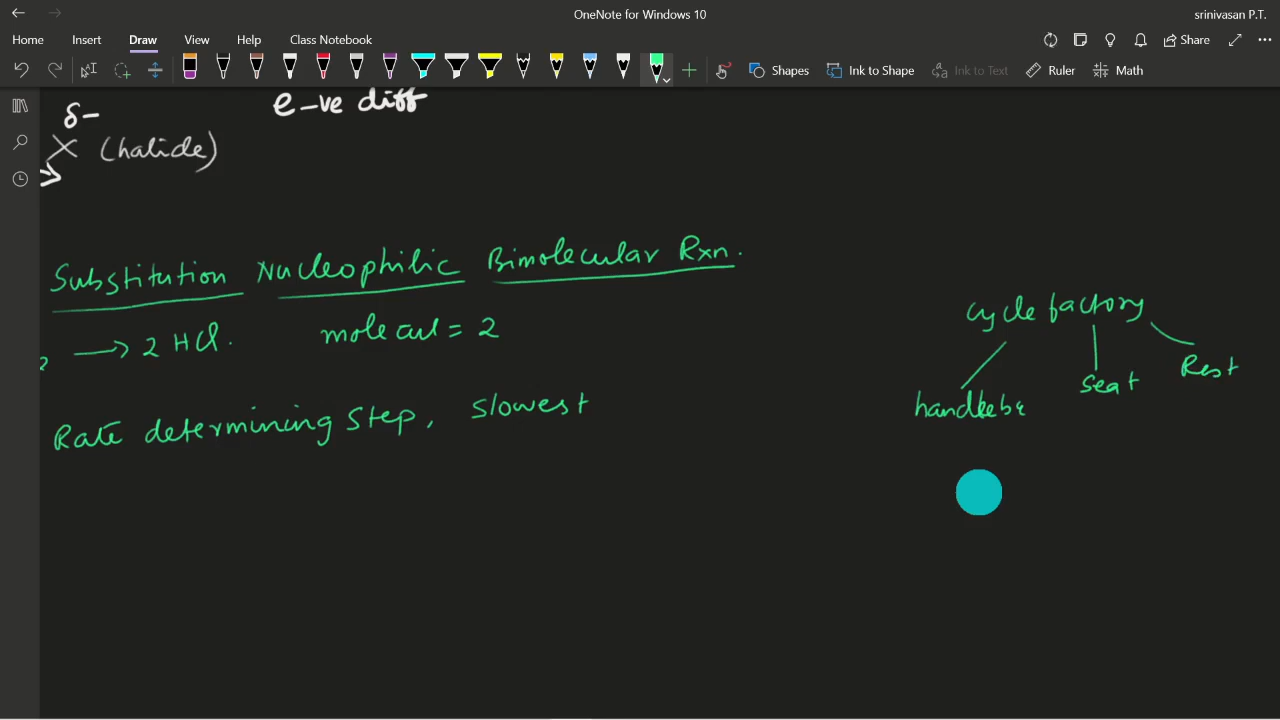 OneNote for Windows 10
srinivasan P.T.
Home Insert Draw View Help Class Notebook
Share
Shapes Ink to Shape Ink to Text Ruler Math
δ- e -ve diff
X (halide)
Substitution Nucleophilic Bimolecular Rxn.
2 → 2 HCl. molecul = 2
cycle factory
seat Rest
Rate determining Step, Slowest